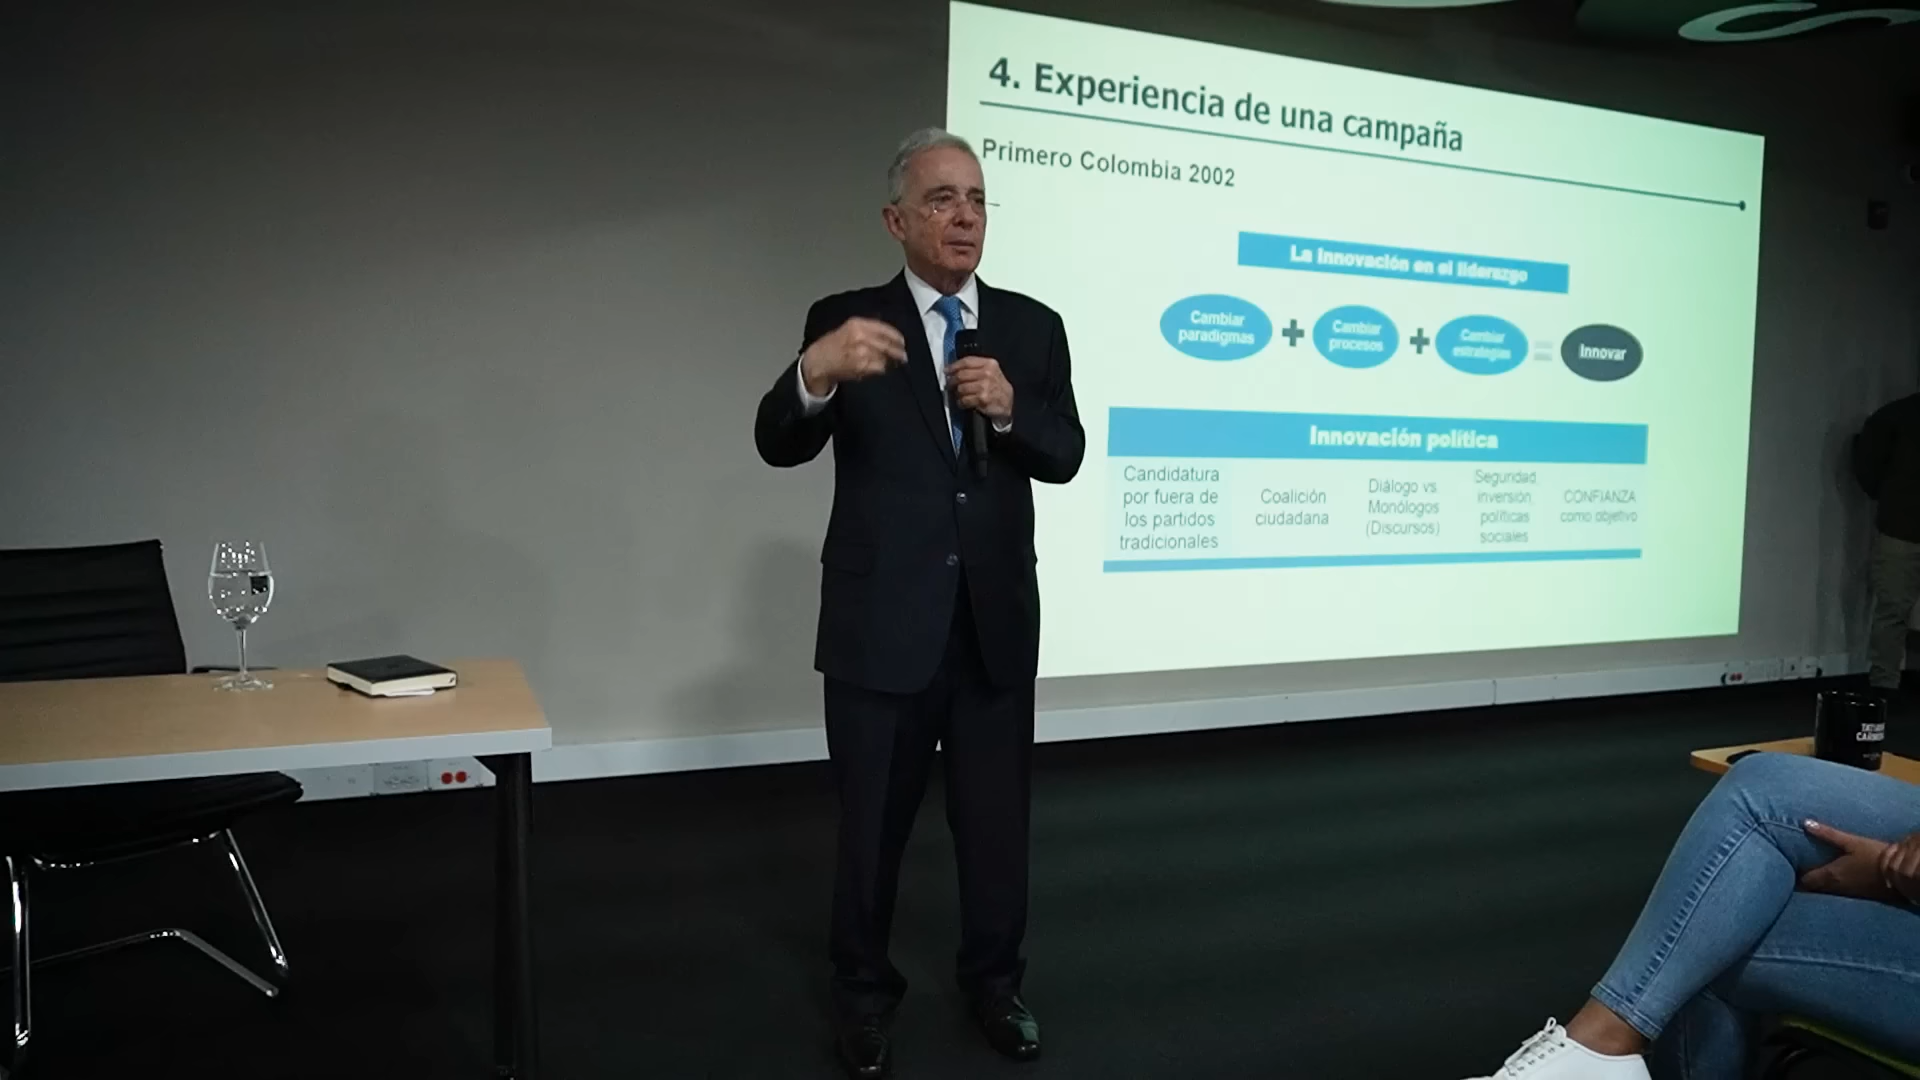 4. Experiencia de una campaña
Primero Colombia 2002
La innovación en el liderazgo
Cambiar
paradigmas
+
Cambiar
procesos
+
Cambiar
estrategias
=
Innovar
Innovación política
Candidatura
por fuera de
los partidos
tradicionales
Coalición
ciudadana
Diálogo vs.
Monólogos
(Discursos)
Seguridad,
inversión,
políticas
sociales
CONFIANZA
como objetivo